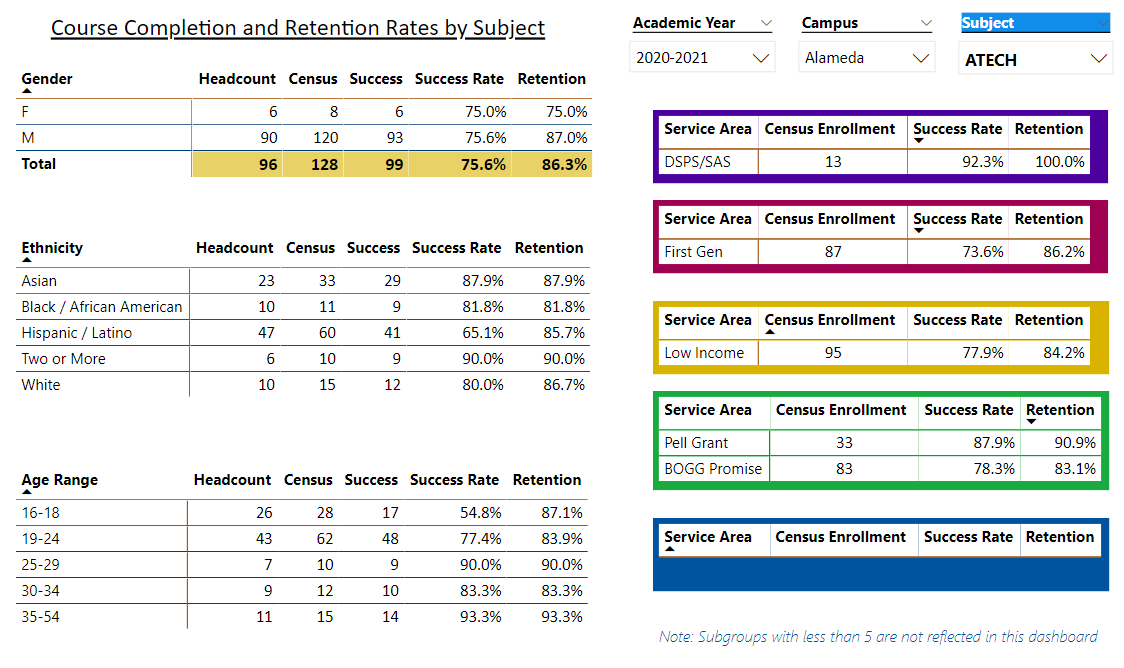 Course Completion and Retention Rates by Subject
Academic Year Campus Subject
2020-2021 Alameda ATECH
Gender Headcount Census Success Success Rate Retention
F 6 8 6 75.0% 75.0%
M 90 120 93 75.6% 87.0%
Total 96 128 99 75.6% 86.3%
Ethnicity Headcount Census Success Success Rate Retention
Asian 23 33 29 87.9% 87.9%
Black / African American 10 11 9 81.8% 81.8%
Hispanic / Latino 47 60 41 65.1% 85.7%
Two or More 6 10 9 90.0% 90.0%
White 10 15 12 80.0% 86.7%
Age Range Headcount Census Success Success Rate Retention
16-18 26 28 17 54.8% 87.1%
19-24 43 62 48 77.4% 83.9%
25-29 7 10 9 90.0% 90.0%
30-34 9 12 10 83.3% 83.3%
35-54 11 15 14 93.3% 93.3%
Service Area Census Enrollment Success Rate Retention
DSPS/SAS 13 92.3% 100.0%
Service Area Census Enrollment Success Rate Retention
First Gen 87 73.6% 86.2%
Service Area Census Enrollment Success Rate Retention
Low Income 95 77.9% 84.2%
Service Area Census Enrollment Success Rate Retention
Pell Grant 33 87.9% 90.9%
BOGG Promise 83 78.3% 83.1%
Service Area Census Enrollment Success Rate Retention
Note: Subgroups with less than 5 are not reflected in this dashboard